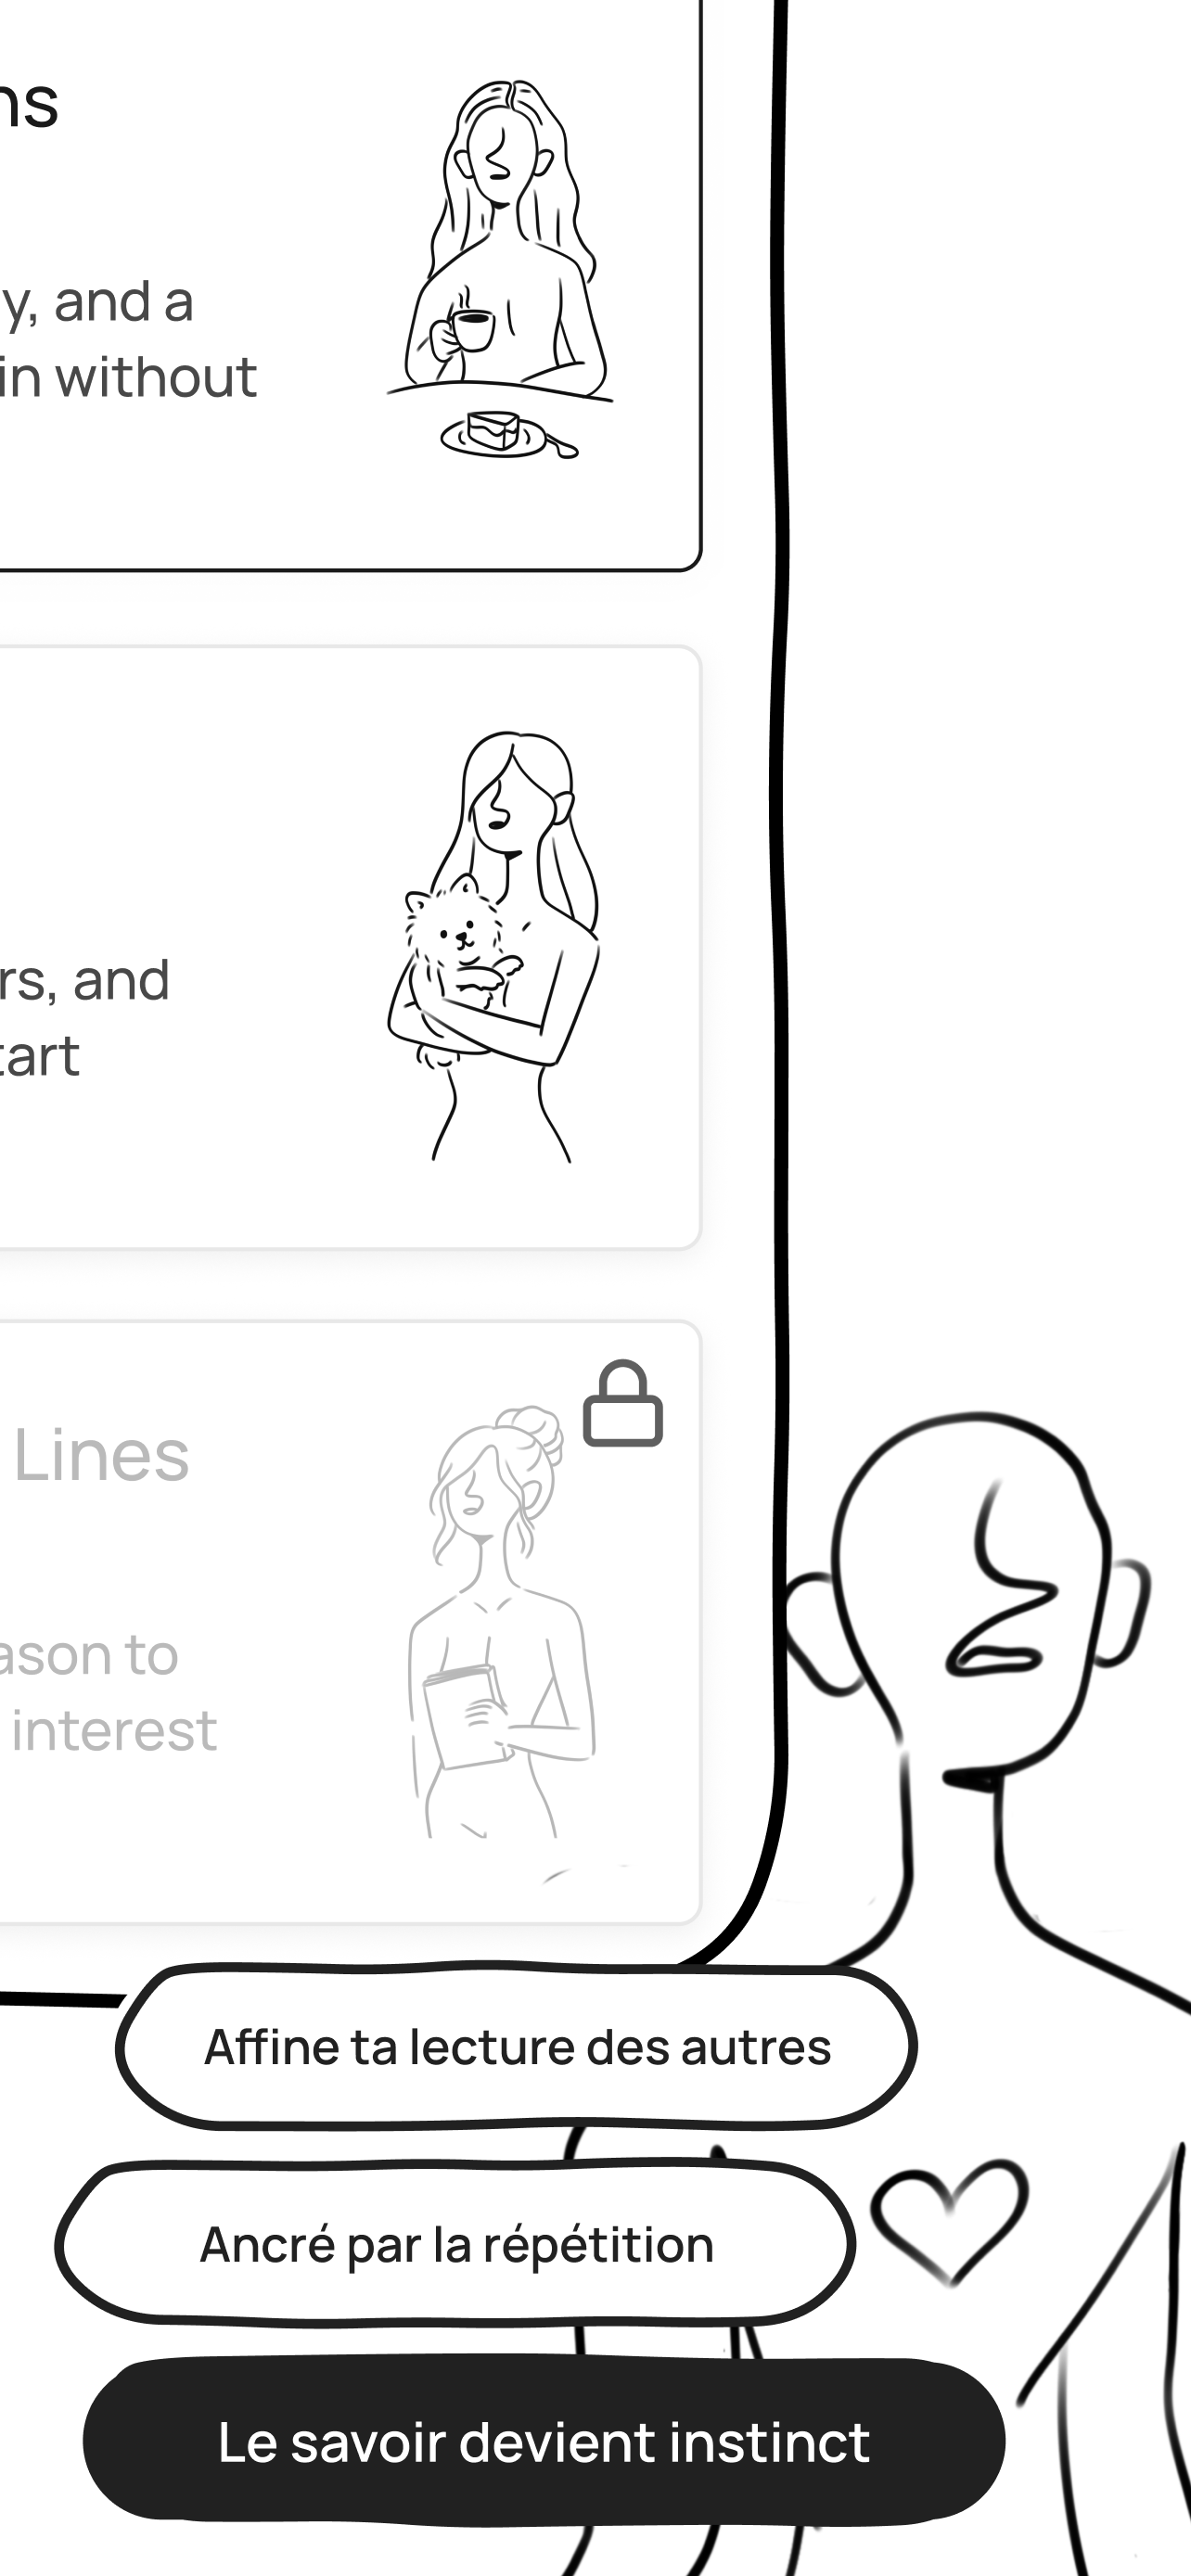 ns
y, and a
in without
rs, and
tart
Lines
ason to
interest
Affine ta lecture des autres
Ancré par la répétition
Le savoir devient instinct